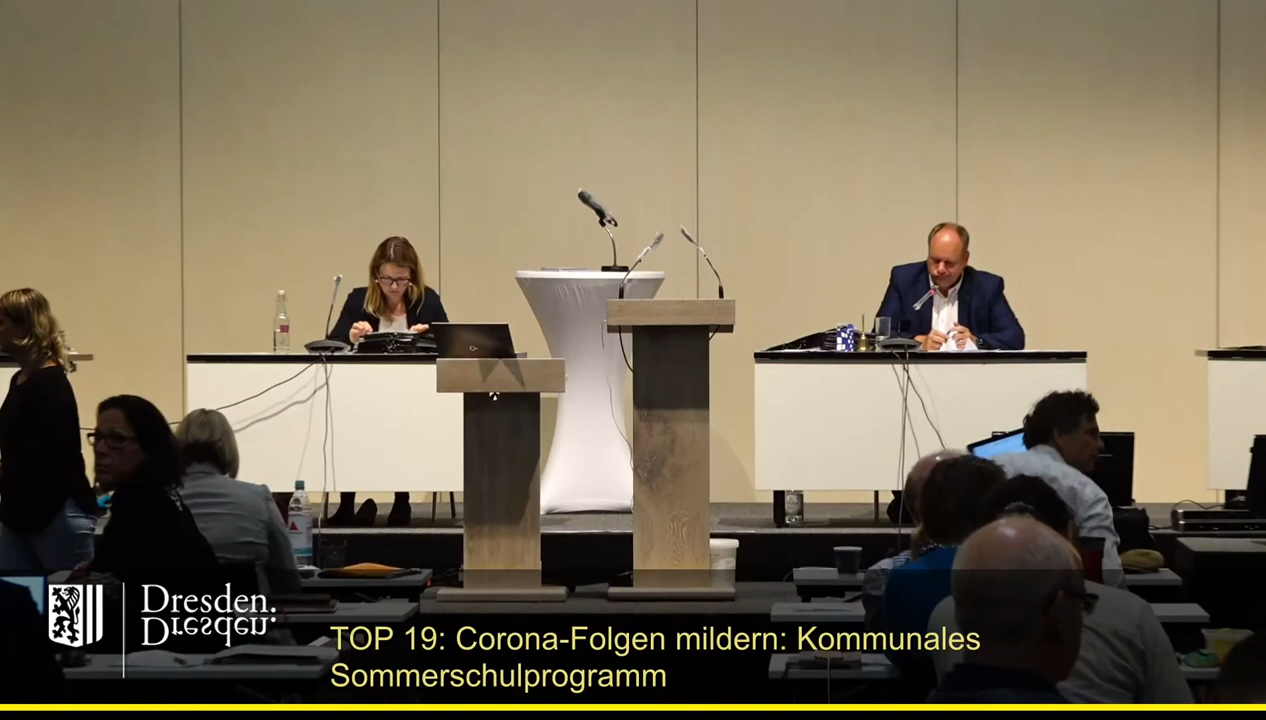 Dresden.
Dresden.
TOP 19: Corona-Folgen mildern: Kommunales
Sommerschulprogramm